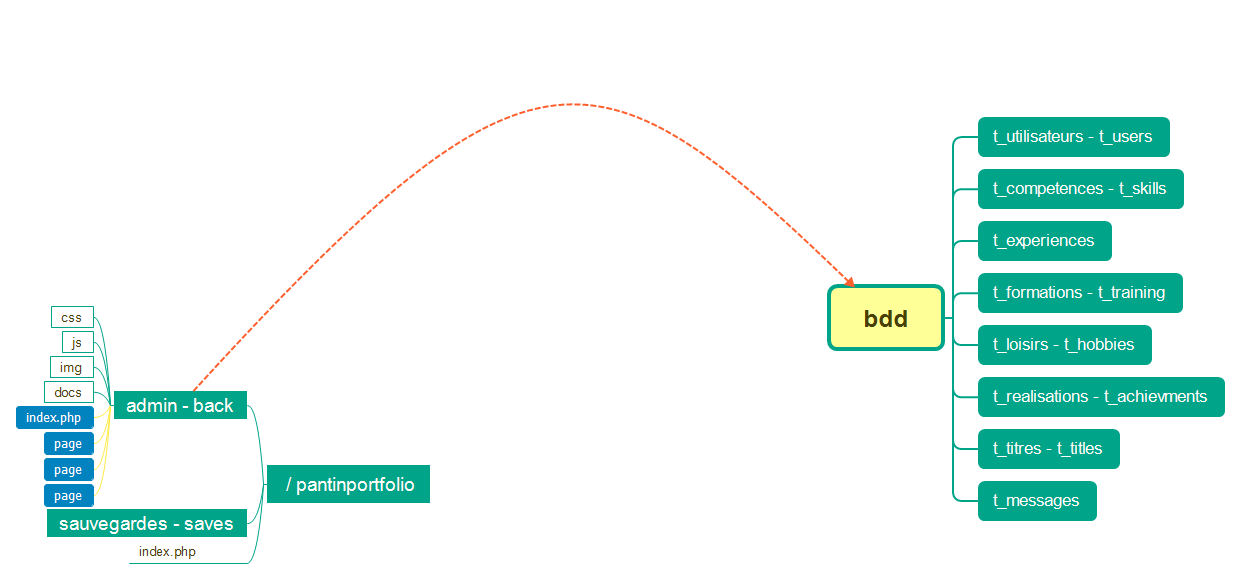 t_utilisateurs - t_users
t_competences - t_skills
t_experiences
t_formations - t_training
bdd
t_loisirs - t_hobbies
t_realisations - t_achievments
t_titres - t_titles
t_messages
css
js
img
docs
index.php
page
page
page
admin - back
/ pantinportfolio
sauvegardes - saves
index.php